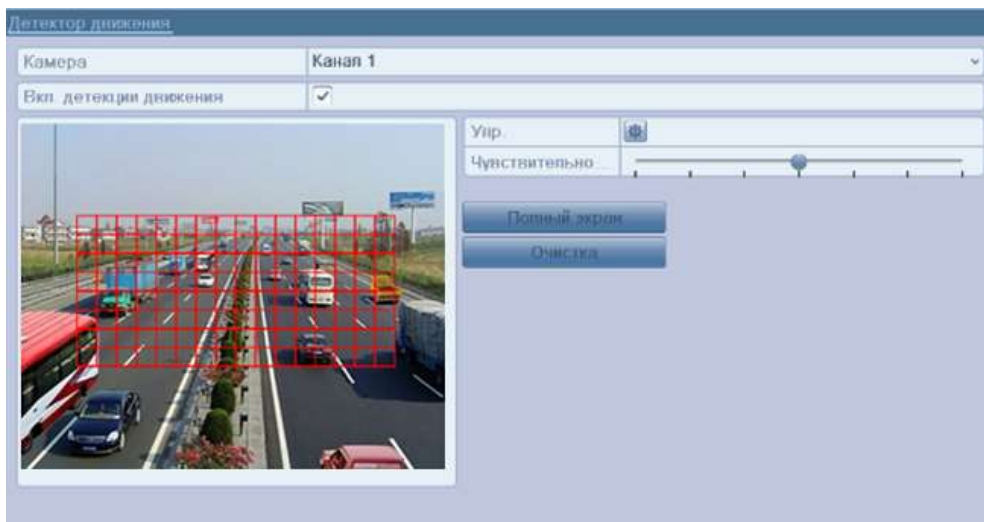 Детектор движения
Камера
Канал 1
Вкл. детекции движения
Упр.
Чувствительно...
Полный экран
Очистка